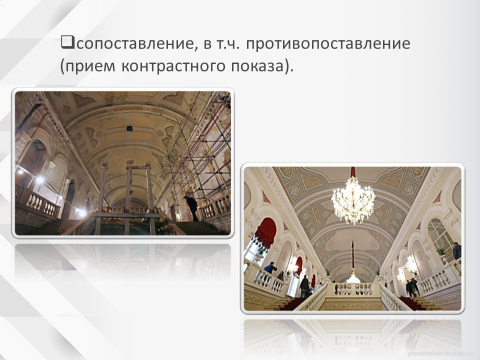 ❑сопоставление, в т.ч. противопоставление
(прием контрастного показа).